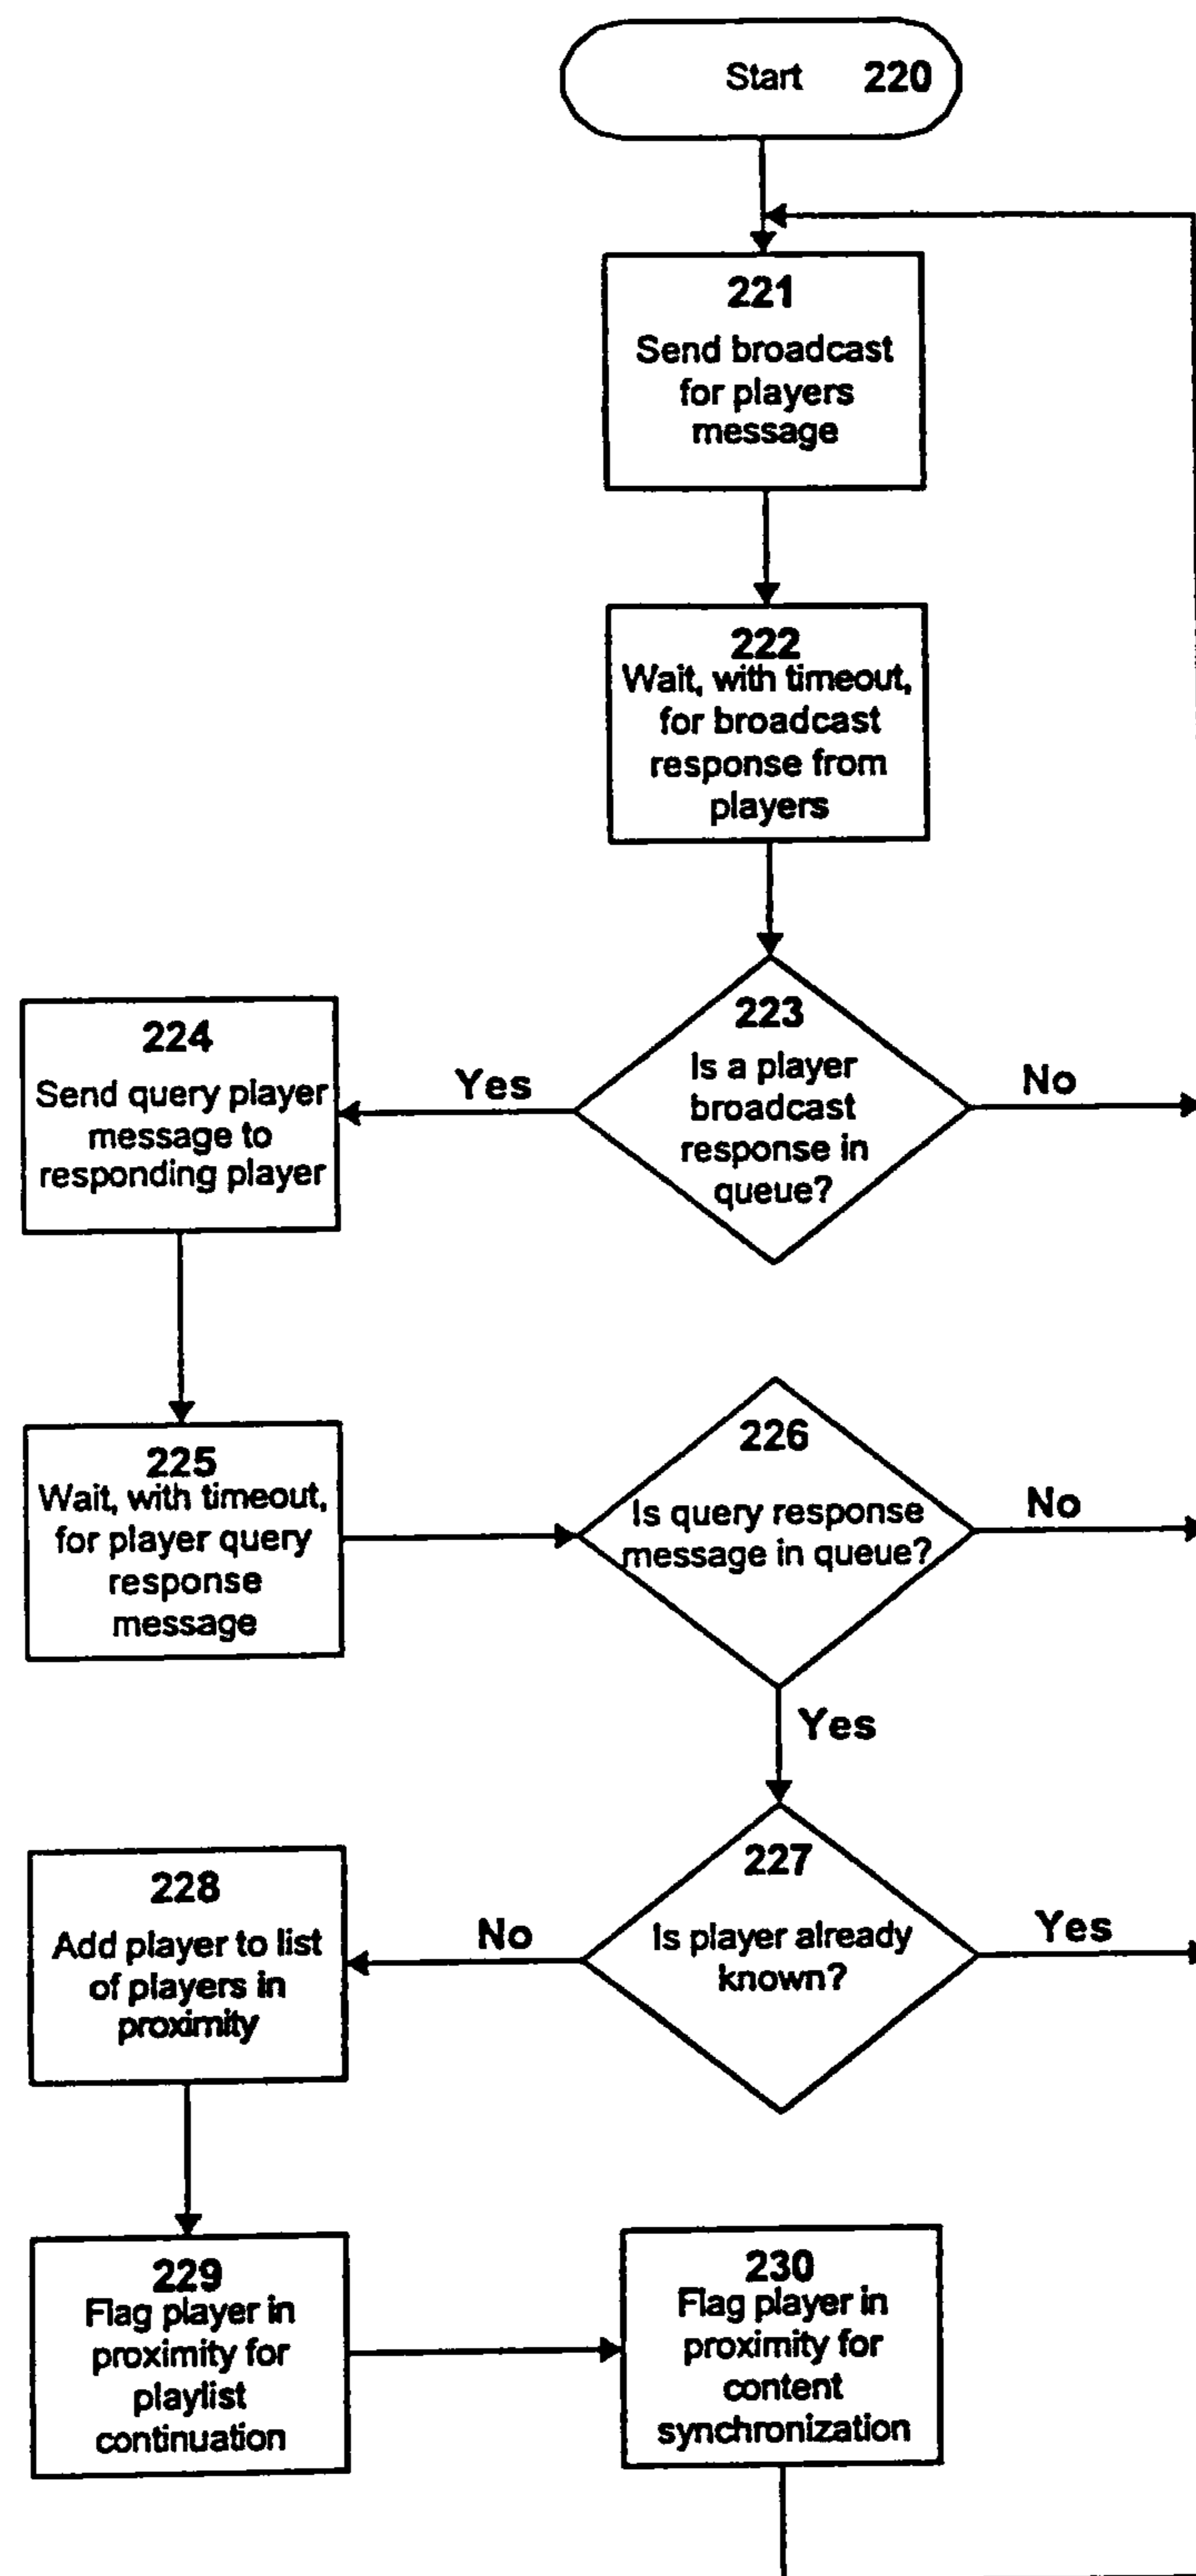 Start 220
221
Send broadcast
for players
message
222
Wait, with timeout,
for broadcast
response from
players
223
Is a player
broadcast
response in
queue?
Yes
No
224
Send query player
message to
responding player
225
Wait, with timeout,
for player query
response
message
226
Is query response
message in queue?
No
Yes
227
Is player already
known?
No
Yes
228
Add player to list
of players in
proximity
229
Flag player in
proximity for
playlist
continuation
230
Flag player in
proximity for
content
synchronization